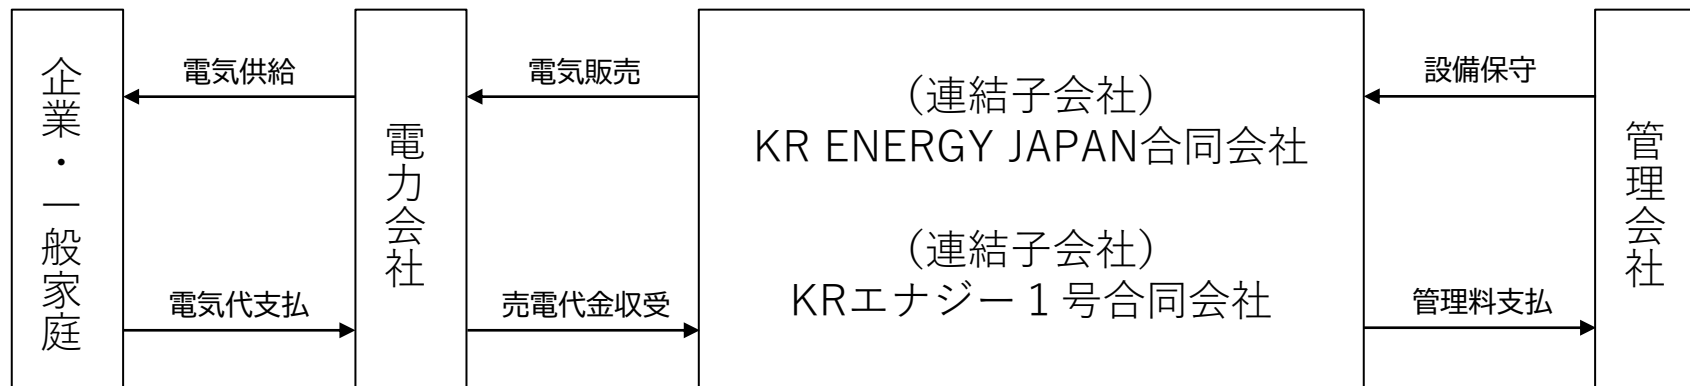 企業・一般家庭
電気供給
電気代支払
電力会社
電気販売
売電代金収受
（連結子会社）
KR ENERGY JAPAN合同会社
（連結子会社）
KRエナジー１号合同会社
設備保守
管理料支払
管理会社